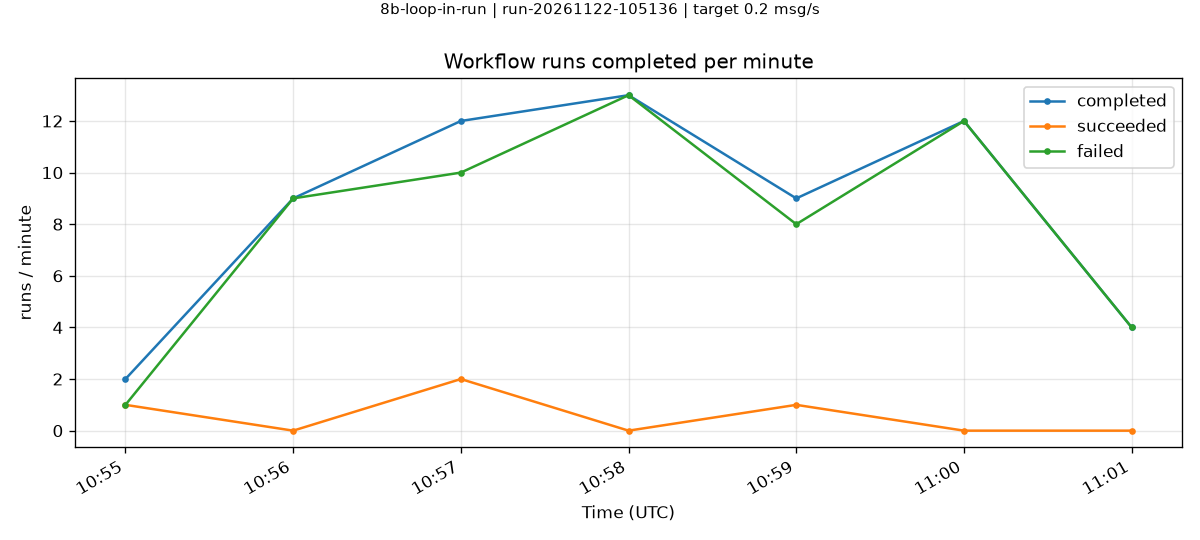 8b-loop-in-run | run-20261122-105136 | target 0.2 msg/s
Workflow runs completed per minute
completed
succeeded
failed
runs / minute
12
10
8
6
4
2
0
10:55
10:56
10:57
10:58
10:59
11:00
11:01
Time (UTC)